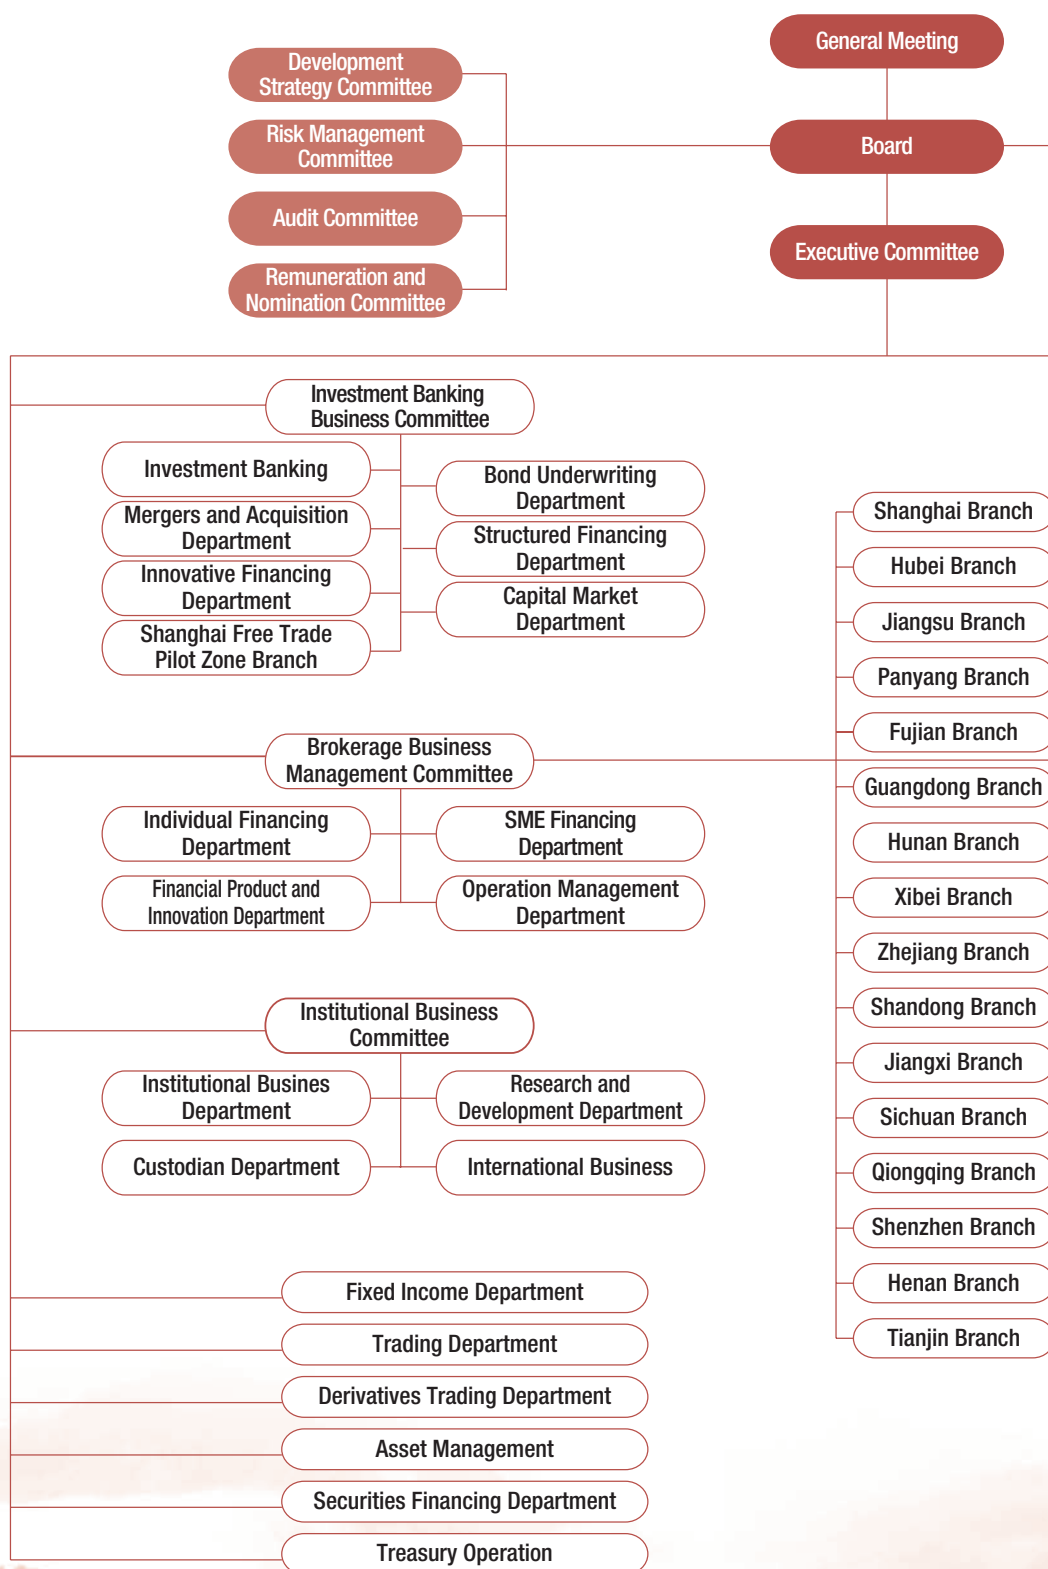 General Meeting
Development
Strategy Committee
Risk Management
Committee
Board
Audit Committee
Executive Committee
Remuneration and
Nomination Committee
Investment Banking
Business Committee
Investment Banking
Bond Underwriting
Department
Mergers and Acquisition
Department
Structured Financing
Department
Innovative Financing
Department
Capital Market
Department
Shanghai Free Trade
Pilot Zone Branch
Brokerage Business
Management Committee
Individual Financing
Department
SME Financing
Department
Financial Product and
Innovation Department
Operation Management
Department
Institutional Business
Committee
Institutional Busines
Department
Research and
Development Department
Custodian Department
International Business
Fixed Income Department
Trading Department
Derivatives Trading Department
Asset Management
Securities Financing Department
Treasury Operation
Shanghai Branch
Hubei Branch
Jiangsu Branch
Panyang Branch
Fujian Branch
Guangdong Branch
Hunan Branch
Xibei Branch
Zhejiang Branch
Shandong Branch
Jiangxi Branch
Sichuan Branch
Qiongqing Branch
Shenzhen Branch
Henan Branch
Tianjin Branch